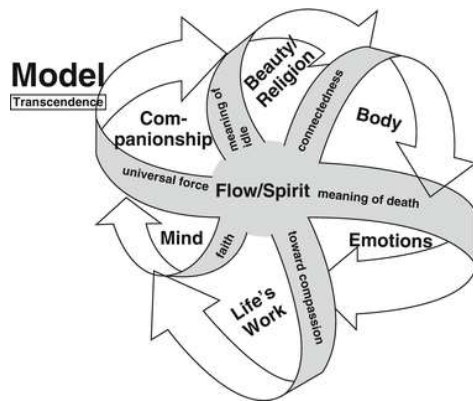 Model
Transcendence
Com-
panionship
meaning of
idle
Beauty/
Religion
connectedness
Body
universal force
Flow/Spirit
meaning of death
Mind
faith
Life's
Work
toward compassion
Emotions